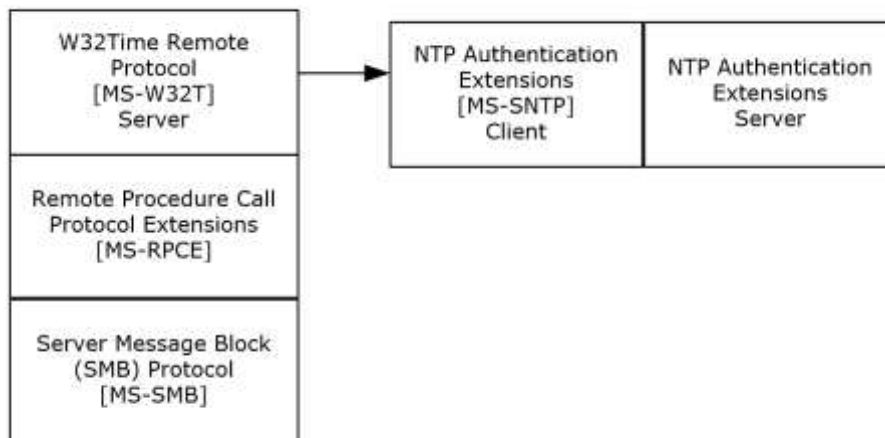 W32Time Remote
Protocol
[MS-W32T]
Server
NTP Authentication
Extensions
[MS-SNTP]
Client
NTP Authentication
Extensions
Server
Remote Procedure Call
Protocol Extensions
[MS-RPCE]
Server Message Block
(SMB) Protocol
[MS-SMB]